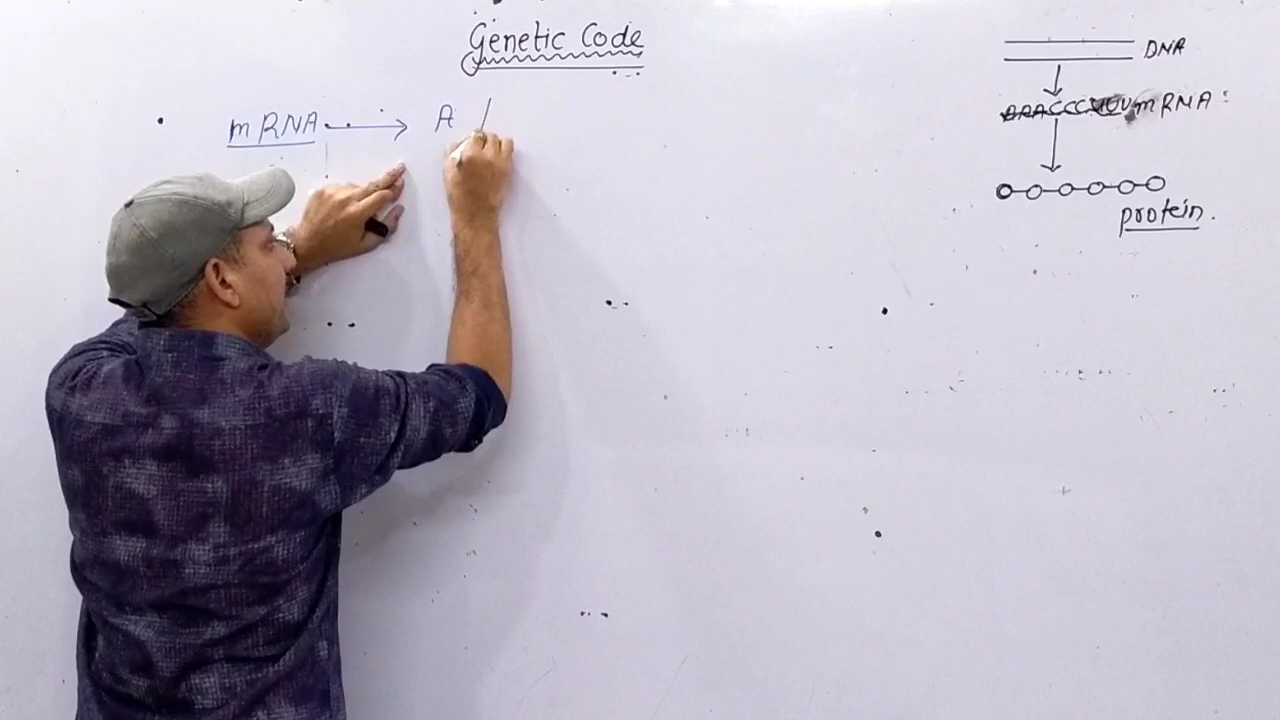 Genetic Code
mRNA → A /
DNA
mRNA :
protein.